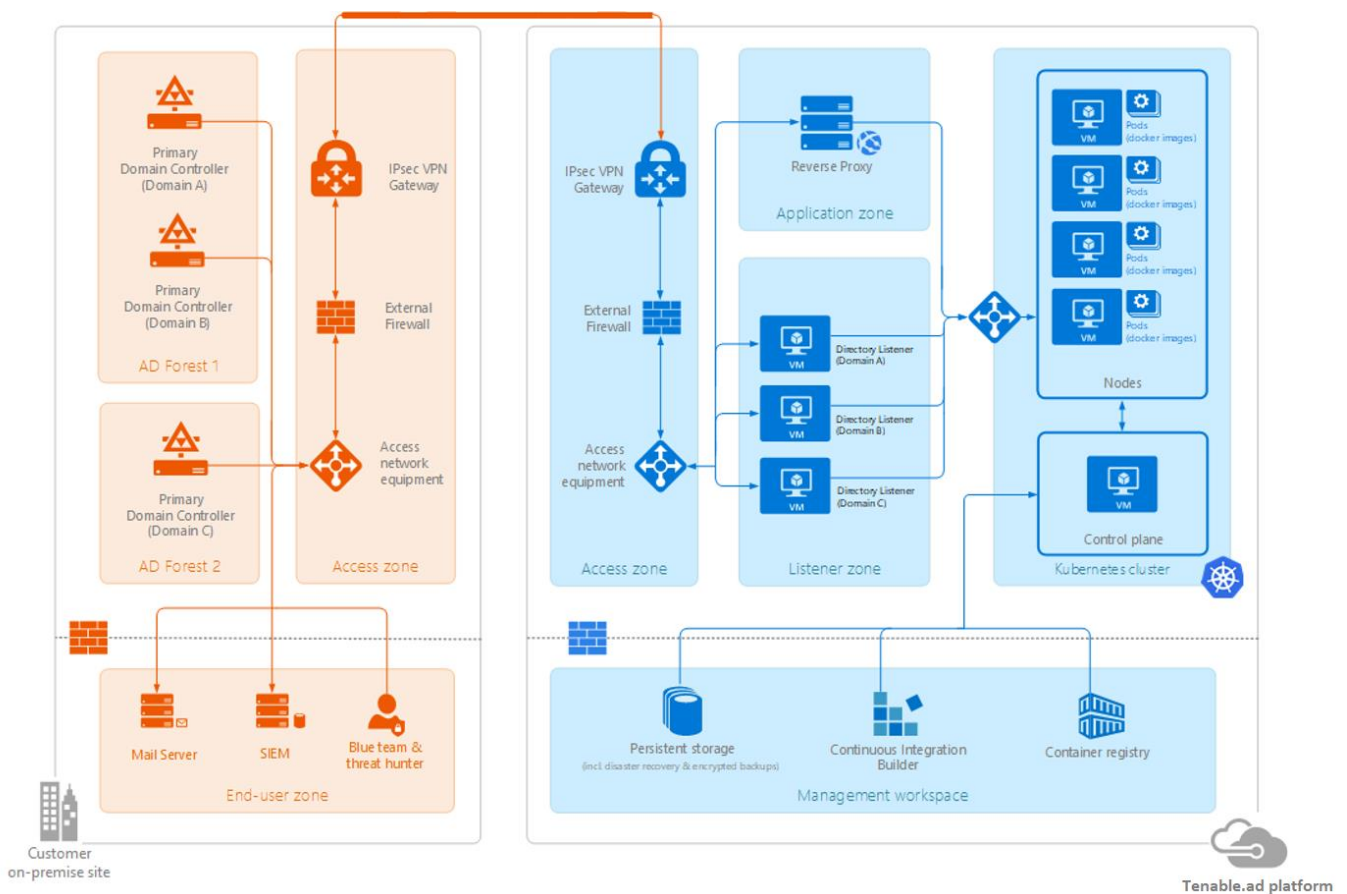 Primary
Domain Controller
(Domain A)
Primary
Domain Controller
(Domain B)
AD Forest 1
Primary
Domain Controller
(Domain C)
AD Forest 2
IPsec VPN
Gateway
External
Firewall
Access
network
equipment
Access zone
Mail Server
SIEM
Blue team &
threat hunter
End-user zone
Customer
on-premise site
IPsec VPN
Gateway
External
Firewall
Access
network
equipment
Access zone
Reverse Proxy
Application zone
VM
Directory Listener
(Domain A)
VM
Directory Listener
(Domain B)
VM
Directory Listener
(Domain C)
Listener zone
VM
Pods
(docker images)
VM
Pods
(docker images)
VM
Pods
(docker images)
VM
Pods
(docker images)
Nodes
VM
Control plane
Kubernetes cluster
Persistent storage
(incl disaster recovery & encrypted backups)
Continuous Integration
Builder
Container registry
Management workspace
Tenable.ad platform